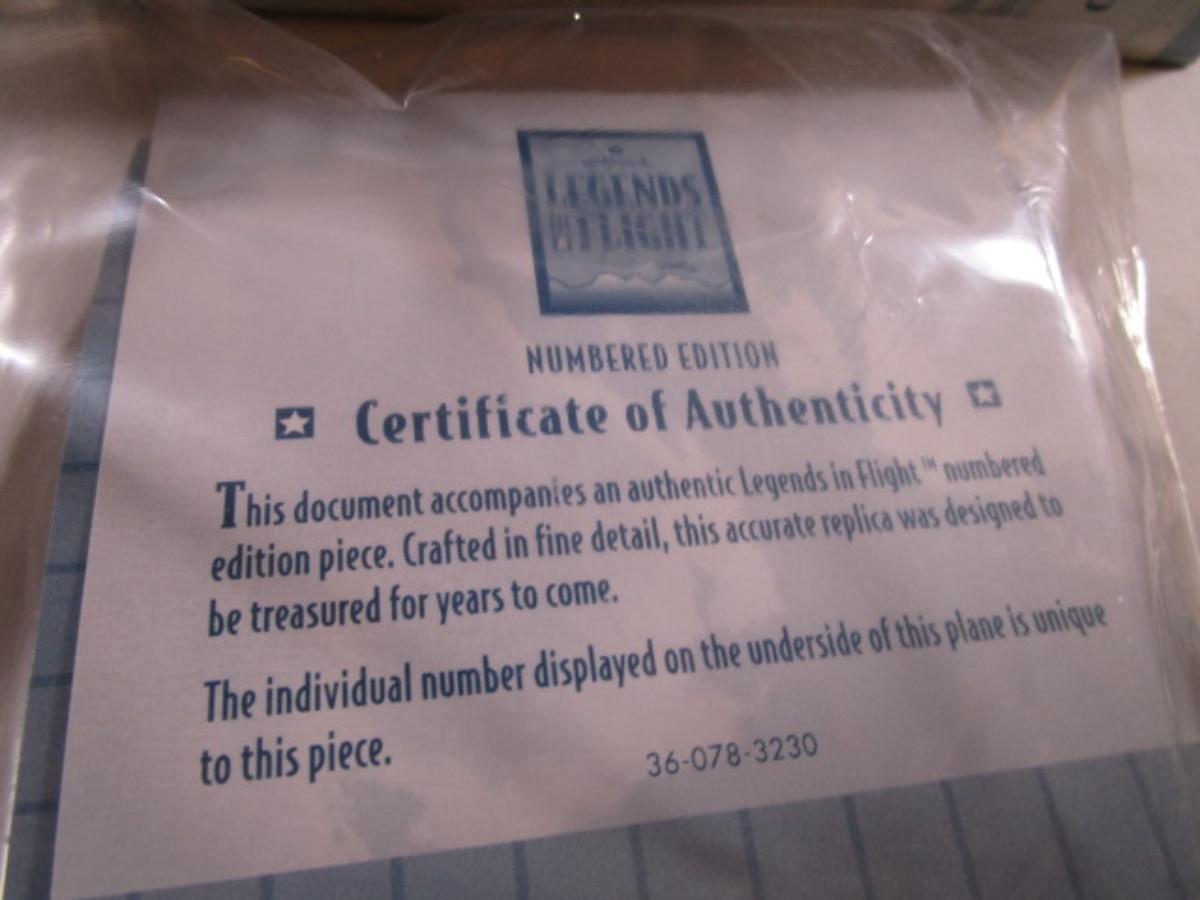 LEGENDS
IN FLIGHT
NUMBERED EDITION
Certificate of Authenticity
This document accompanies an authentic Legends in Flight™ numbered
edition piece. Crafted in fine detail, this accurate replica was designed to
be treasured for years to come.
The individual number displayed on the underside of this plane is unique
to this piece.
36-078-3230